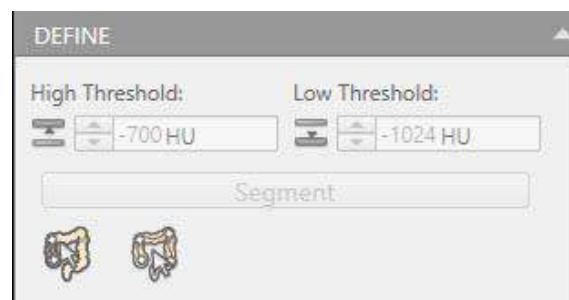 DEFINE
High Threshold: Low Threshold:
-700 HU -1024 HU
Segment